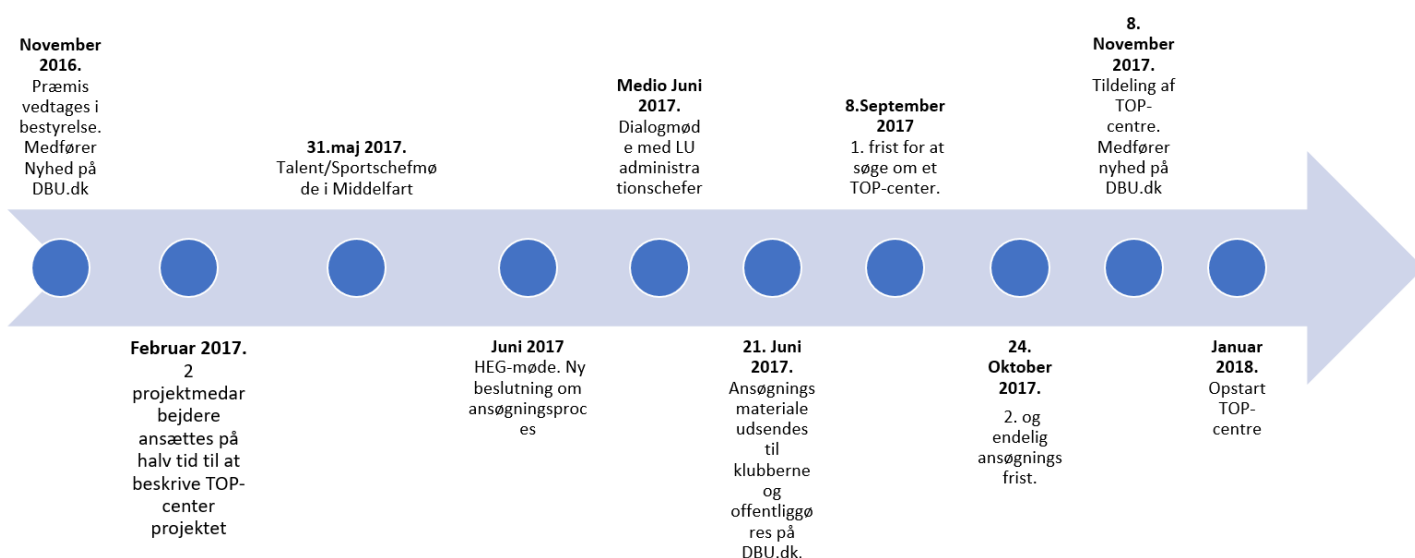 November
2016.
Præmis
vedtages i
bestyrelse.
Medfører
Nyhed på
DBU.dk
Februar 2017.
2
projektmedar
bejdere
ansættes på
halv tid til at
beskrive TOP-
center
projektet
31.maj 2017.
Talent/Sportschefmø
de i Middelfart
Juni 2017
HEG-møde. Ny
beslutning om
ansøgningsproc
es
Medio Juni
2017.
Dialogmød
e med LU
administra
tionschefer
21. Juni
2017.
Ansøgnings
materiale
udsendes
til
klubberne
og
offentliggø
res på
DBU.dk.
8.September
2017
1. frist for at
søge om et
TOP-center.
24.
Oktober
2017.
2. og
endelig
ansøgnings
frist.
8.
November
2017.
Tildeling af
TOP-
centre.
Medfører
nyhed på
DBU.dk
Januar
2018.
Opstart
TOP-
centre